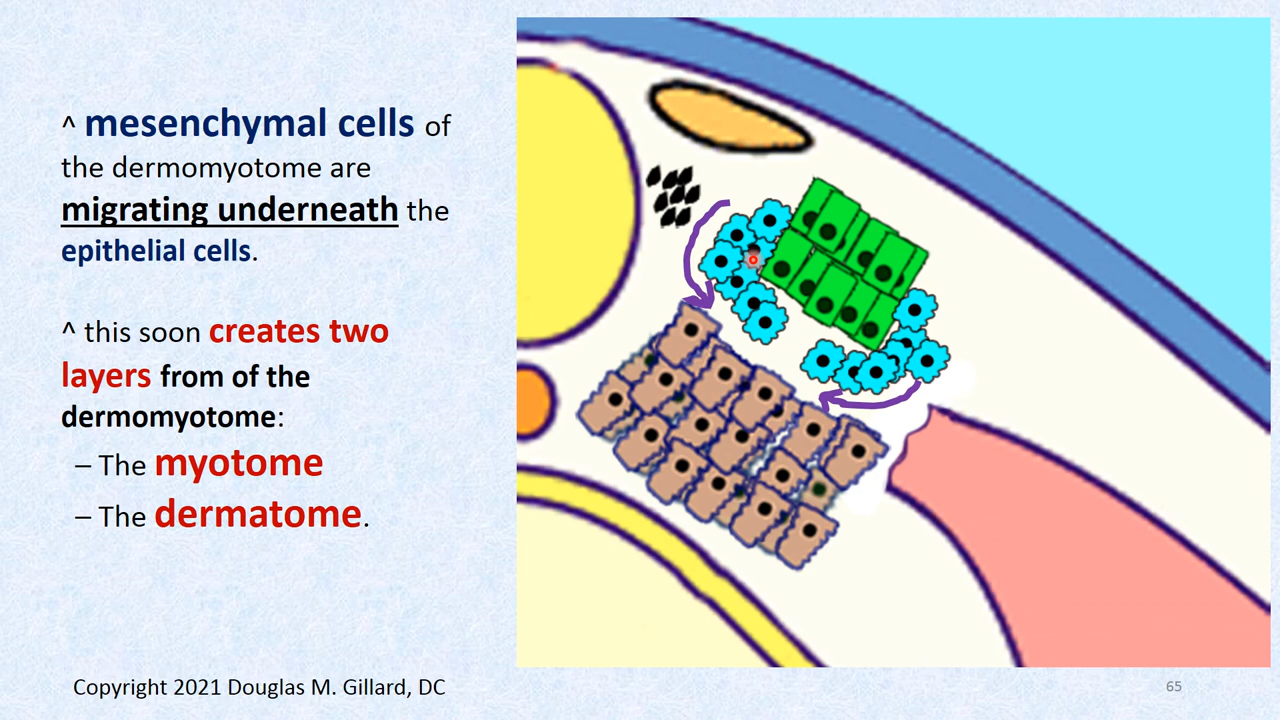 ^ mesenchymal cells of
the dermomyotome are
migrating underneath the
epithelial cells.
^ this soon creates two
layers from of the
dermomyotome:
– The myotome
– The dermatome.
Copyright 2021 Douglas M. Gillard, DC
65